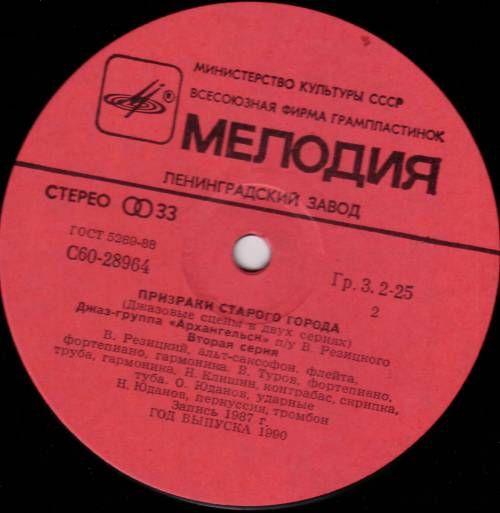 МИНИСТЕРСТВО КУЛЬТУРЫ СССР
ВСЕСОЮЗНАЯ ФИРМА ГРАМПЛАСТИНОК
®
МЕЛОДИЯ
ЛЕНИНГРАДСКИЙ ЗАВОД
СТЕРЕО 33
ГОСТ 5289-88
С60-28964
Гр. 3. 2-25
2
ПРИЗРАКИ СТАРОГО ГОРОДА
(Джазовые сцены в двух сериях)
Джаз-группа «Архангельск» п/у В. Резицкого
Вторая серия
В. Резицкий, альт-саксофон, флейта,
фортепиано, гармоника. В. Туров, фортепиано,
труба, гармоника. Н. Клишин, контрабас, скрипка,
туба. О. Юданов, ударные
Н. Юданов, перкуссия, тромбон
Запись 1987 г.
ГОД ВЫПУСКА 1990